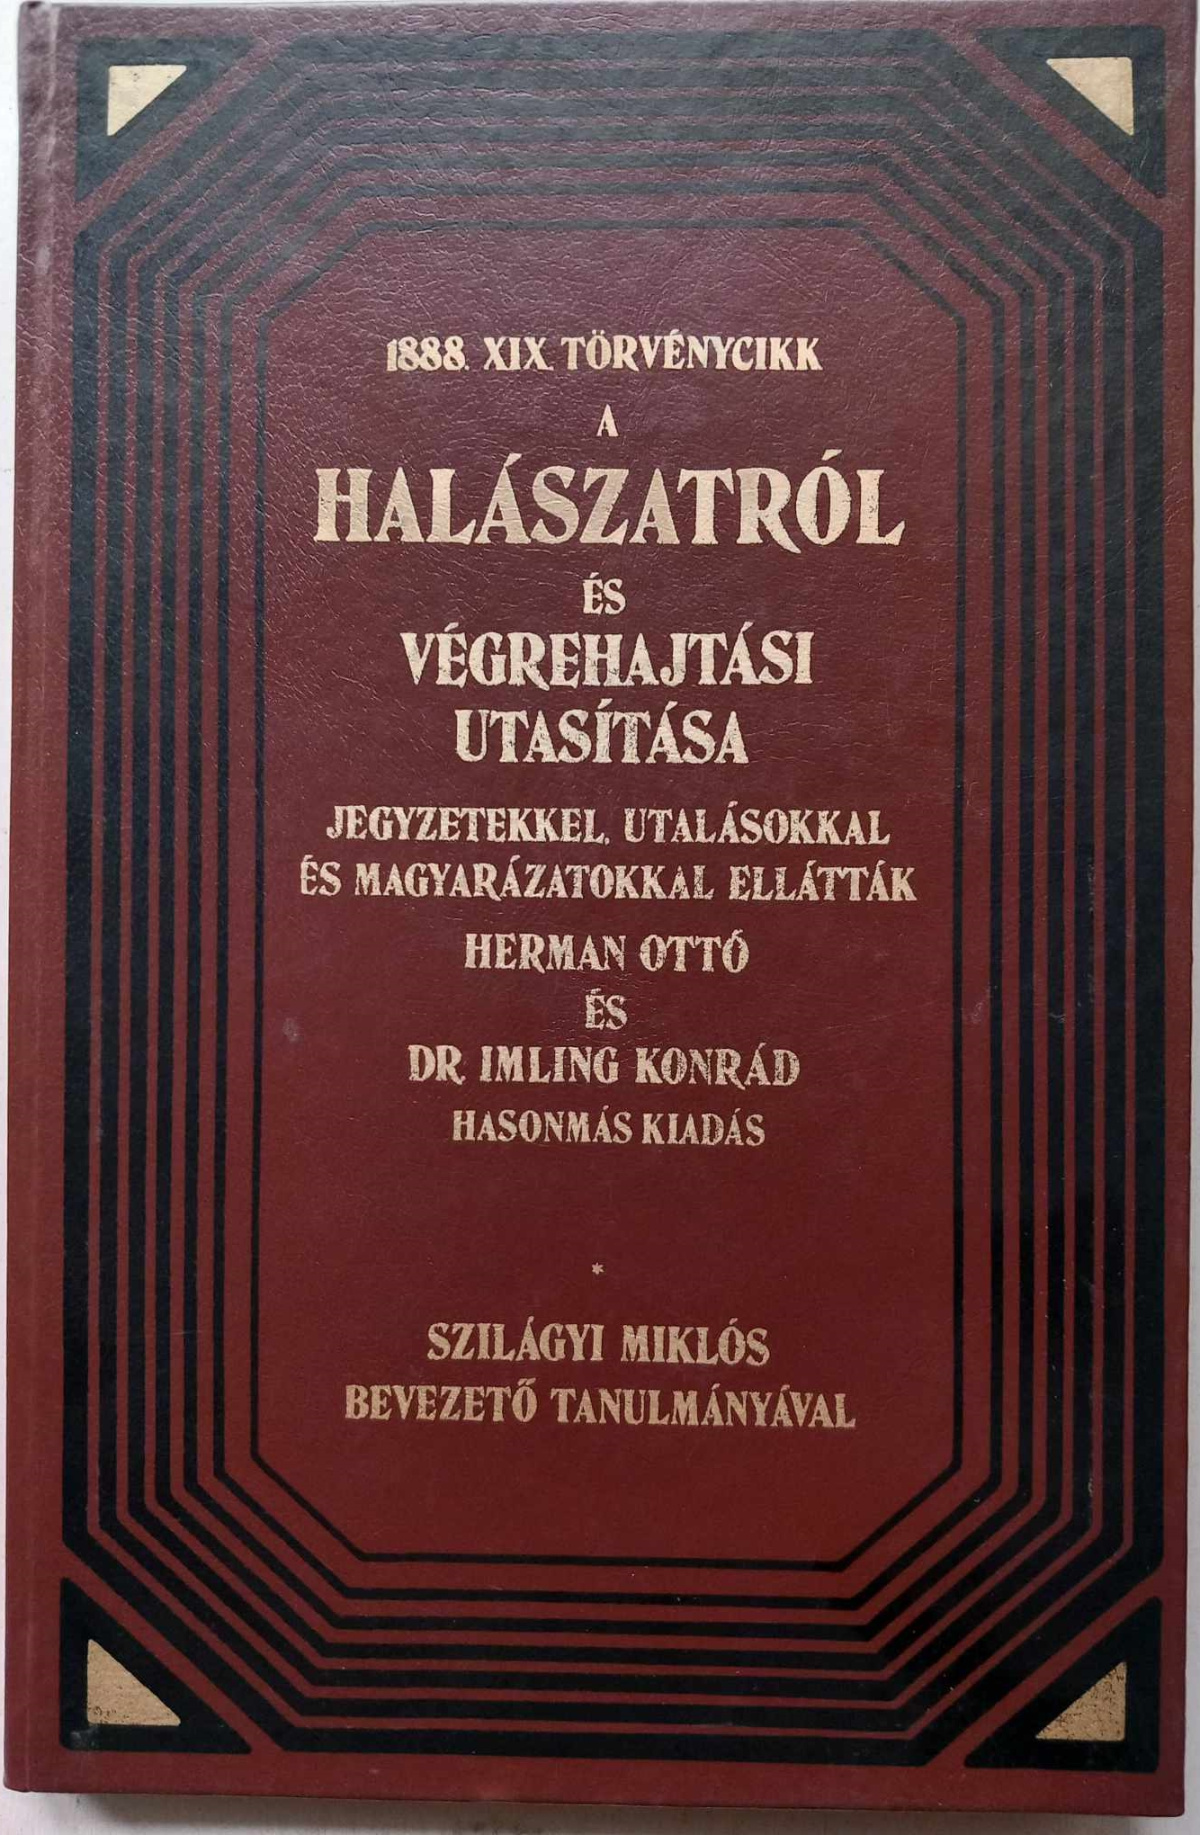 1888. XIX. TÖRVÉNYCIKK
A
HALÁSZATRÓL
ÉS
VÉGREHAJTÁSI
UTASÍTÁSA
JEGYZETEKKEL, UTALÁSOKKAL
ÉS MAGYARÁZATOKKAL ELLÁTTÁK
HERMAN OTTÓ
ÉS
DR. IMLING KONRÁD
HASONMÁS KIADÁS
*
SZILÁGYI MIKLÓS
BEVEZETŐ TANULMÁNYÁVAL